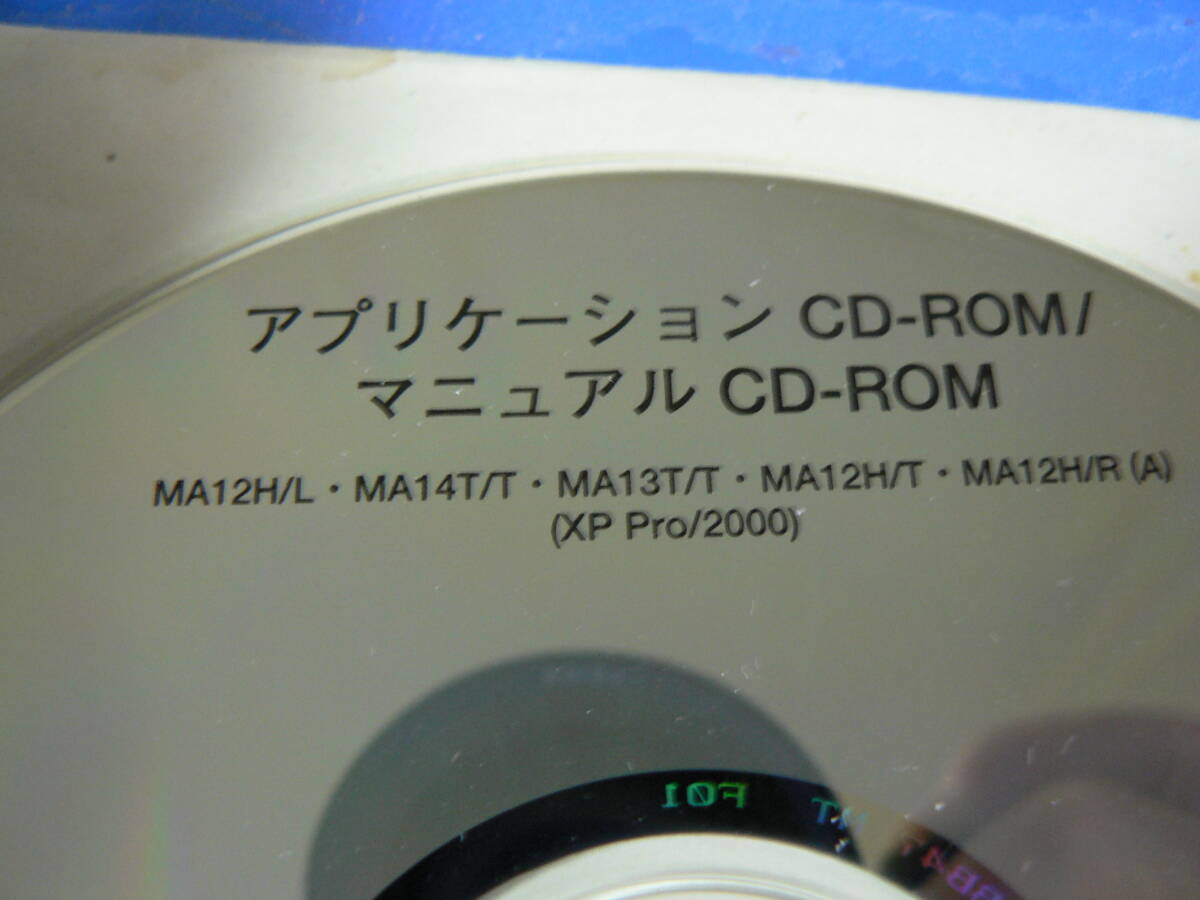 アプリケーション CD-ROM/
マニュアル CD-ROM
MA12H/L・MA14T/T・MA13T/T・MA12H/T・MA12H/R (A)
(XP Pro/2000)
F01